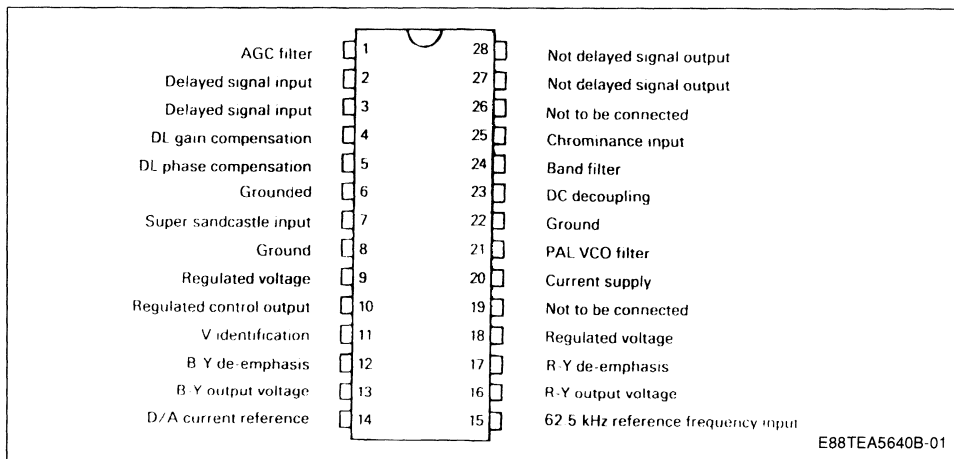 AGC filter 1 28 Not delayed signal output
Delayed signal input 2 27 Not delayed signal output
Delayed signal input 3 26 Not to be connected
DL gain compensation 4 25 Chrominance input
DL phase compensation 5 24 Band filter
Grounded 6 23 DC decoupling
Super sandcastle input 7 22 Ground
Ground 8 21 PAL VCO filter
Regulated voltage 9 20 Current supply
Regulated control output 10 19 Not to be connected
V identification 11 18 Regulated voltage
B-Y de-emphasis 12 17 R-Y de-emphasis
B-Y output voltage 13 16 R-Y output voltage
D/A current reference 14 15 62.5 kHz reference frequency input
E88TEA5640B-01